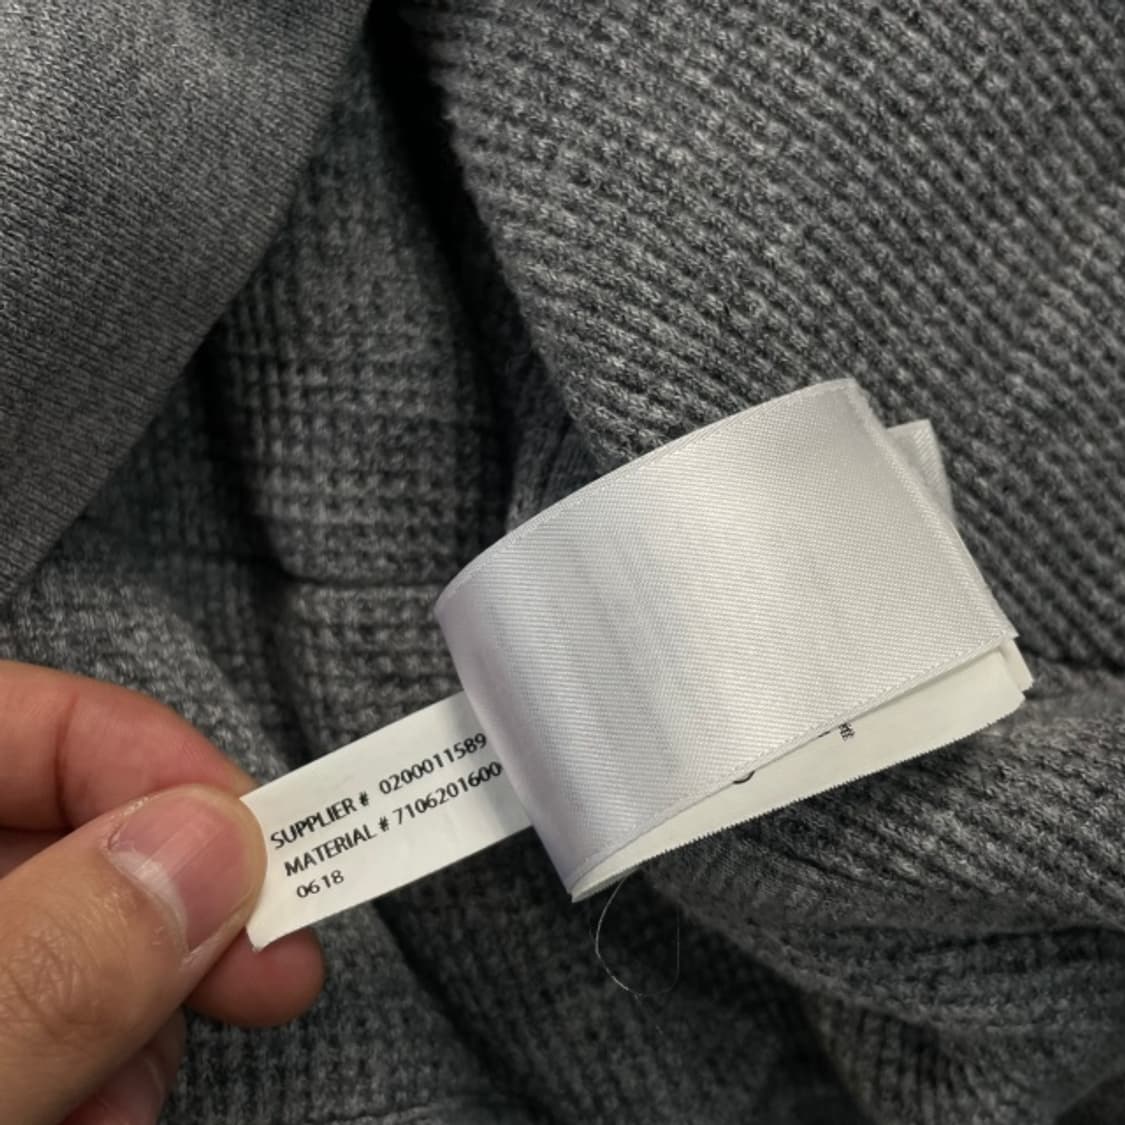 SUPPLIER # 0200011589
MATERIAL # 7106201600
0618